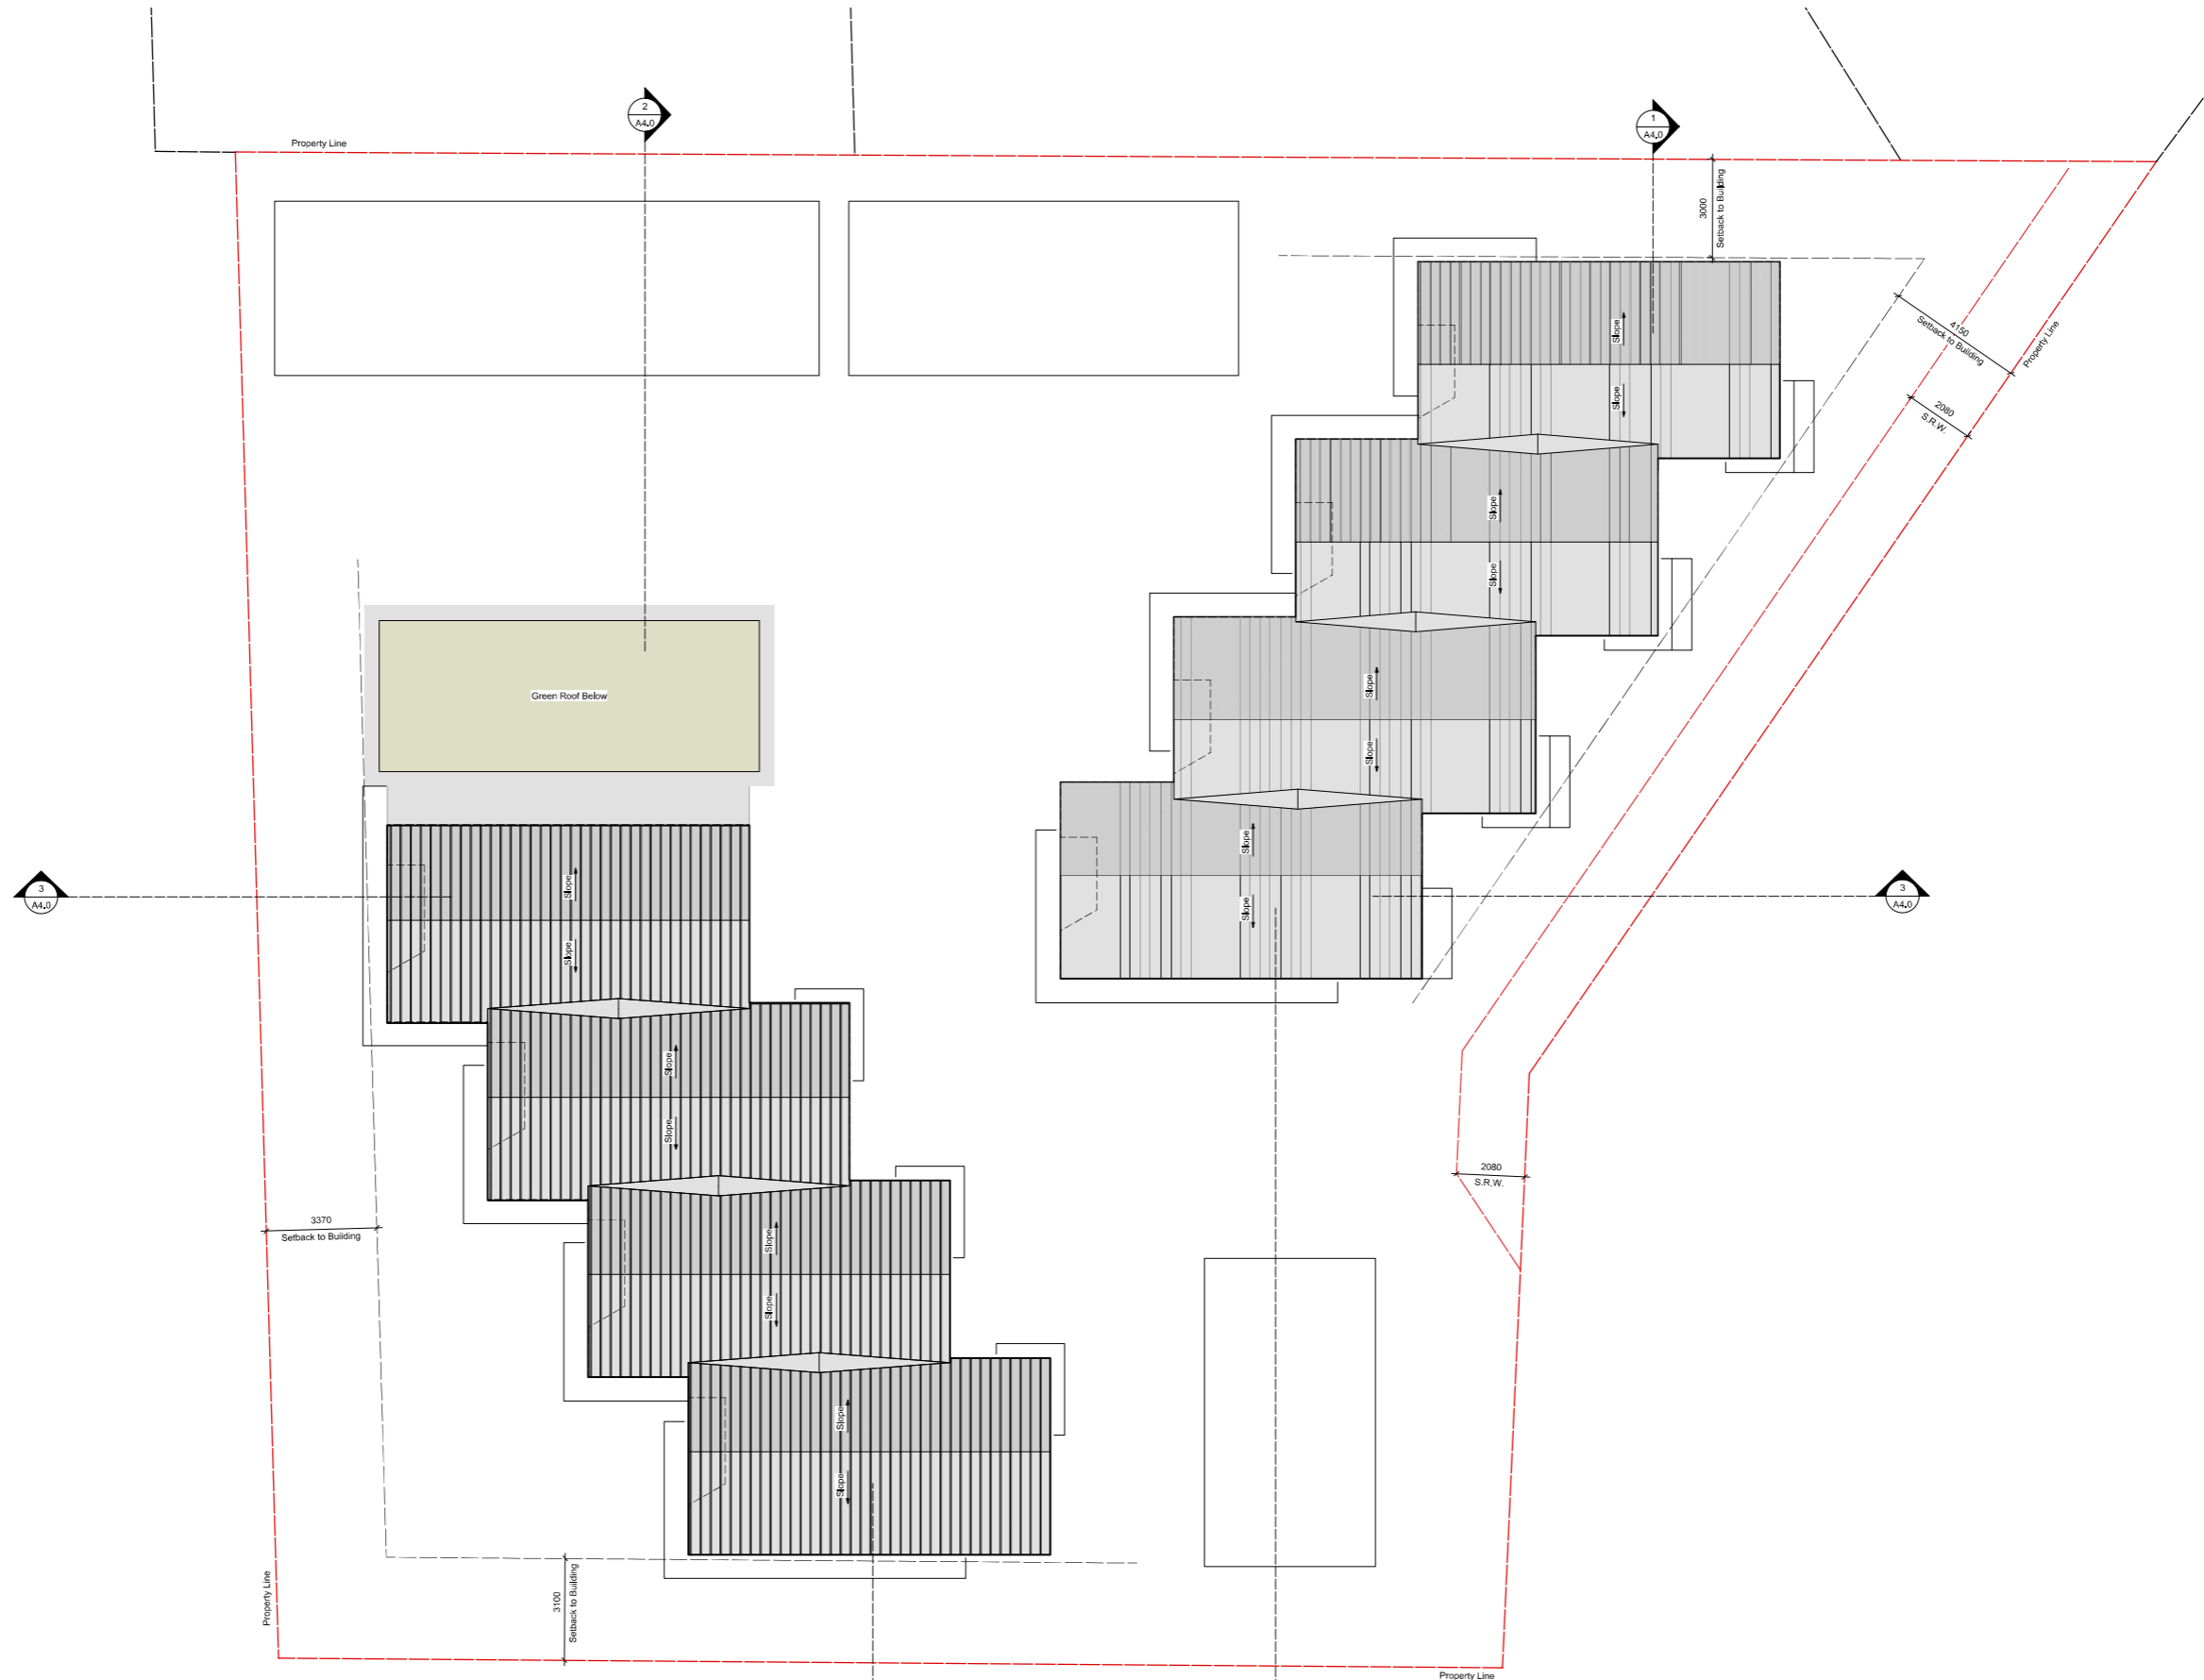 2
A4.0
1
A4.0
Property Line
3000
Setback to Building
4150
Setback to Building
Property Line
2080
S.R.W.
Slope
Slope
Slope
Slope
Green Roof Below
Slope
Slope
Slope
Slope
3
A4.0
3
A4.0
Slope
Slope
Slope
Slope
2080
S.R.W.
3370
Setback to Building
Slope
Slope
Slope
Slope
3100
Setback to Building
Property Line
Property Line